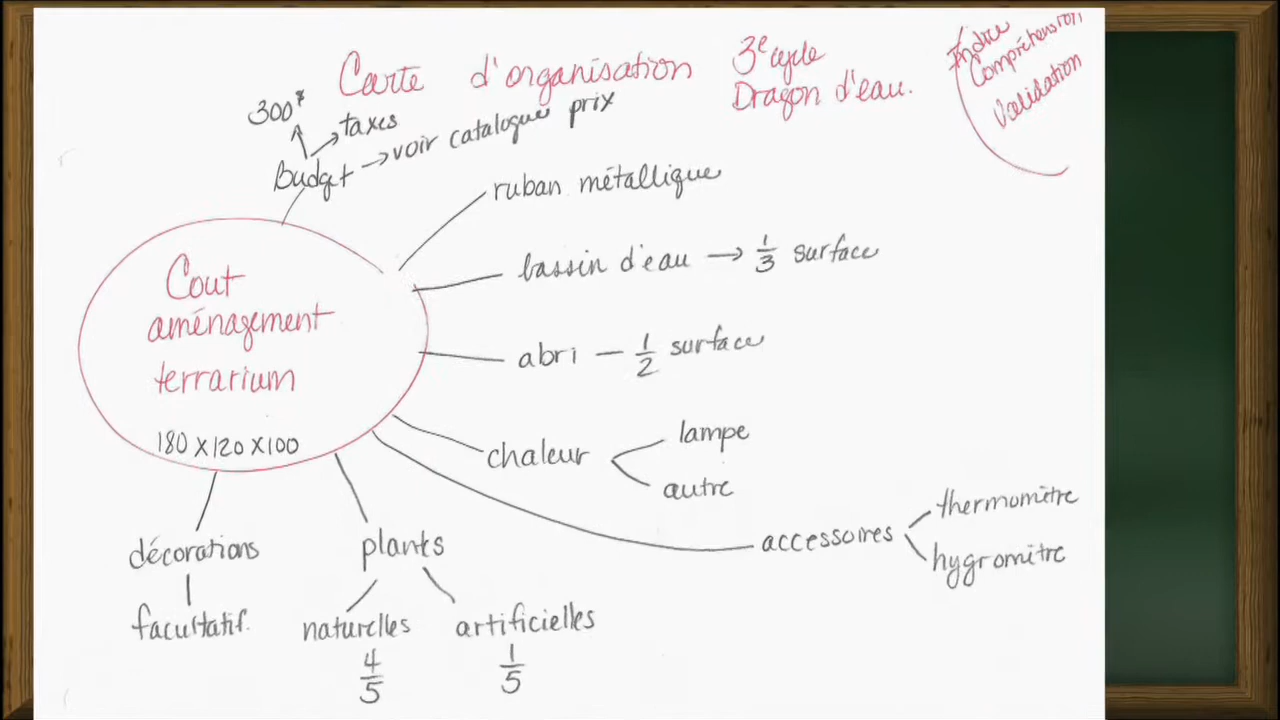 Carte d'organisation
3e cycle
Dragon d'eau.
Compréhension
Validation
300$
taxes
Budget → voir catalogue prix
ruban métallique
bassin d'eau → 1/3 surface
abri — 1/2 surface
Cout
aménagement
terrarium
180 x 120 x 100
chaleur
lampe
autre
accessoires
thermomètre
hygromètre
décorations
facultatif.
plants
naturelles
4/5
artificielles
1/5